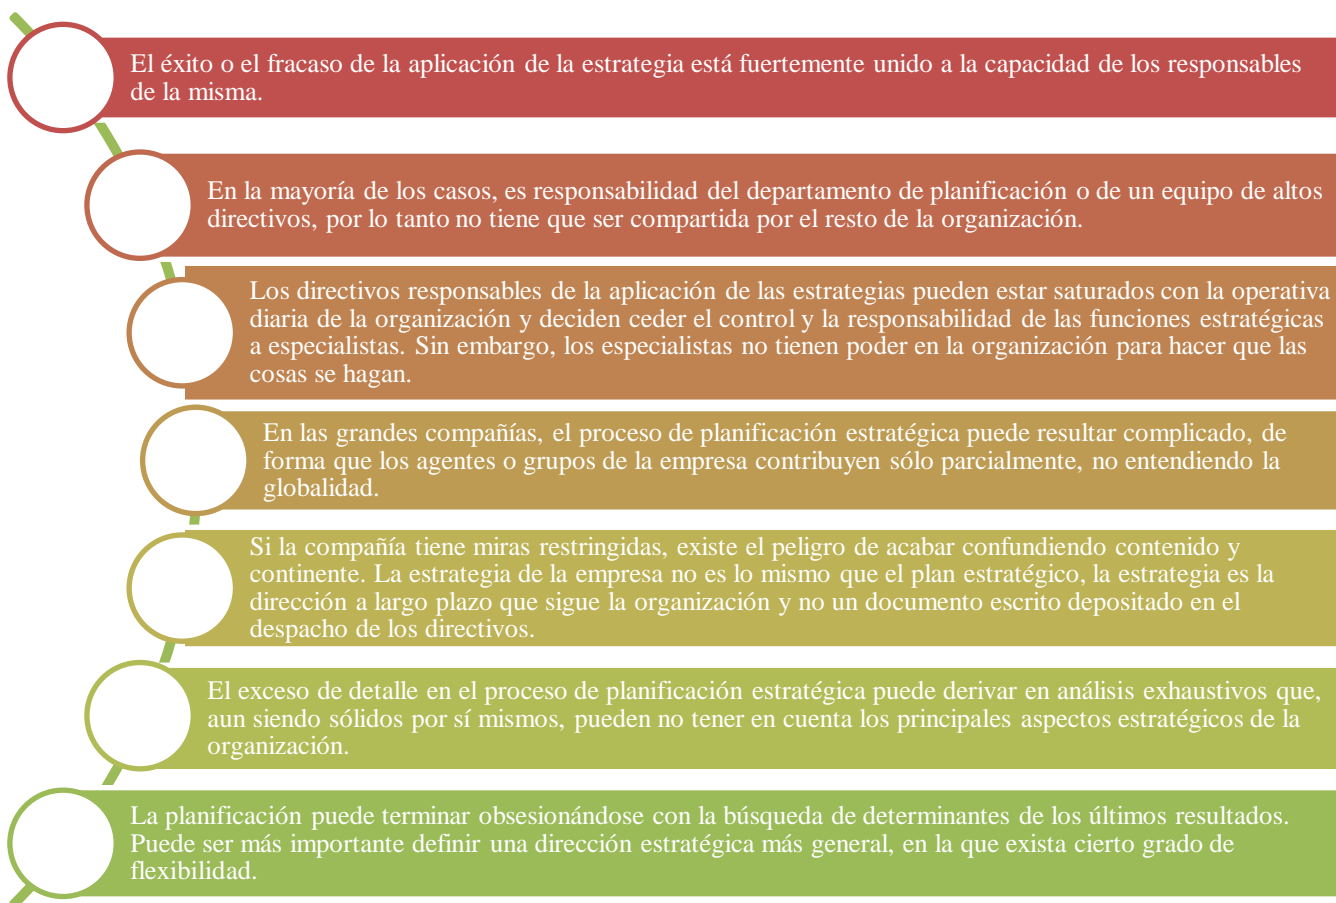 El éxito o el fracaso de la aplicación de la estrategia está fuertemente unido a la capacidad de los responsables
de la misma.
En la mayoría de los casos, es responsabilidad del departamento de planificación o de un equipo de altos
directivos, por lo tanto no tiene que ser compartida por el resto de la organización.
Los directivos responsables de la aplicación de las estrategias pueden estar saturados con la operativa
diaria de la organización y deciden ceder el control y la responsabilidad de las funciones estratégicas
a especialistas. Sin embargo, los especialistas no tienen poder en la organización para hacer que las
cosas se hagan.
En las grandes compañías, el proceso de planificación estratégica puede resultar complicado, de
forma que los agentes o grupos de la empresa contribuyen sólo parcialmente, no entendiendo la
globalidad.
Si la compañía tiene miras restringidas, existe el peligro de acabar confundiendo contenido y
continente. La estrategia de la empresa no es lo mismo que el plan estratégico, la estrategia es la
dirección a largo plazo que sigue la organización y no un documento escrito depositado en el
despacho de los directivos.
El exceso de detalle en el proceso de planificación estratégica puede derivar en análisis exhaustivos que,
aun siendo sólidos por sí mismos, pueden no tener en cuenta los principales aspectos estratégicos de la
organización.
La planificación puede terminar obsesionándose con la búsqueda de determinantes de los últimos resultados.
Puede ser más importante definir una dirección estratégica más general, en la que exista cierto grado de
flexibilidad.